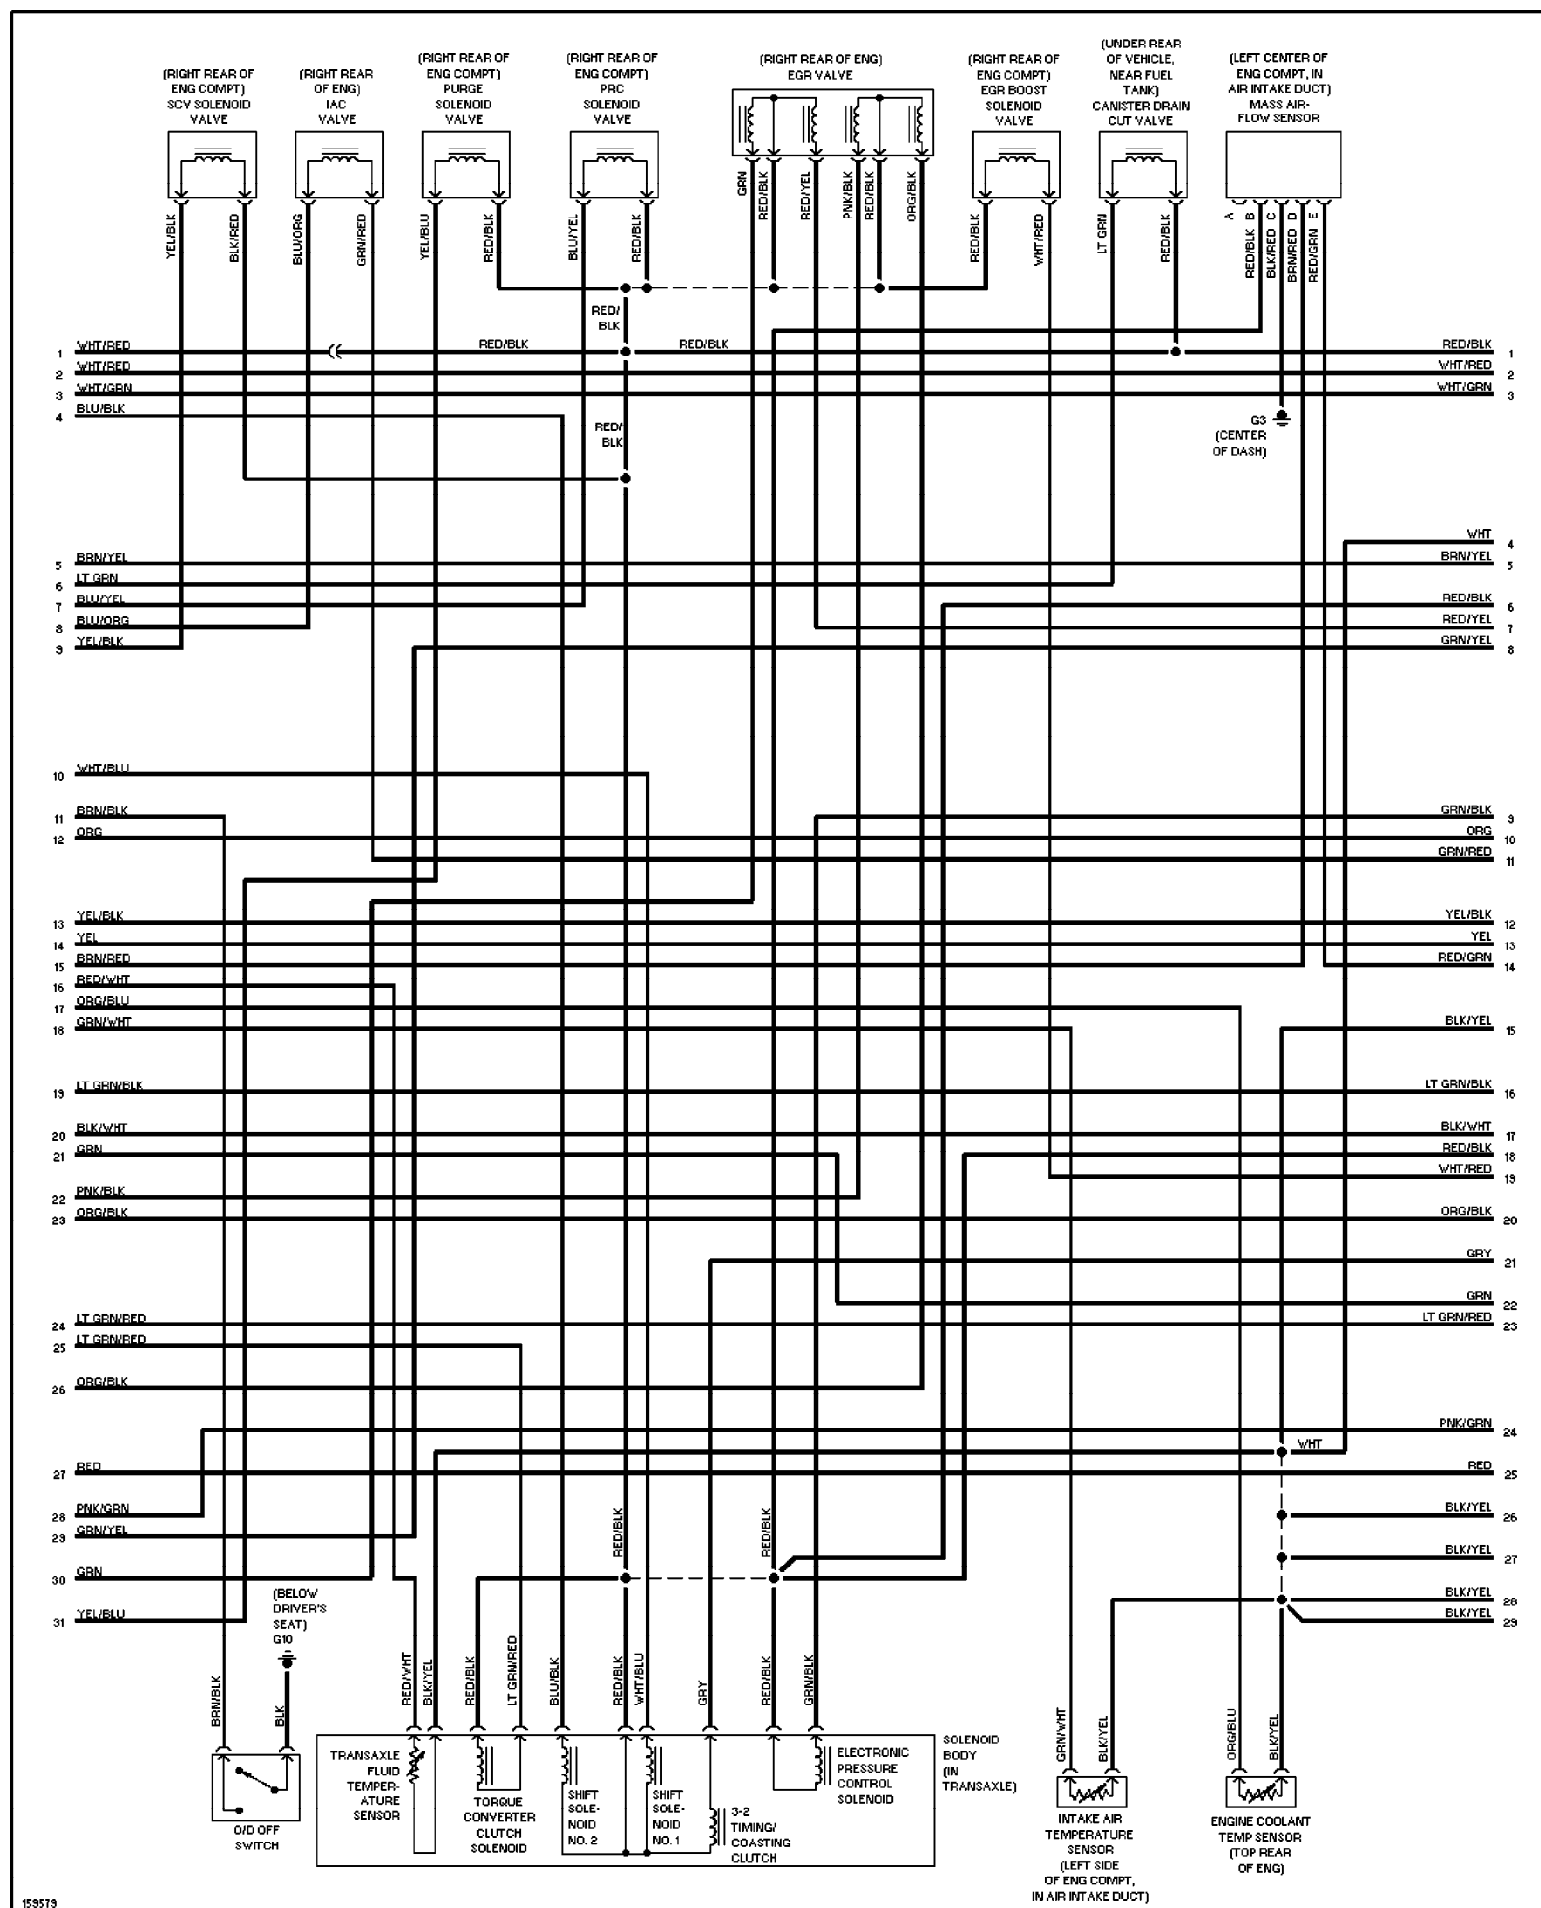 (RIGHT REAR OF
ENG COMPT)
SCV SOLENOID
VALVE
(RIGHT REAR
OF ENG)
IAC
VALVE
(RIGHT REAR OF
ENG COMPT)
PURGE
SOLENOID
VALVE
(RIGHT REAR OF
ENG COMPT)
PRC
SOLENOID
VALVE
(RIGHT REAR OF ENG)
EGR VALVE
(RIGHT REAR OF
ENG COMPT)
EGR BOOST
SOLENOID
VALVE
(UNDER REAR
OF VEHICLE,
NEAR FUEL
TANK)
CANISTER DRAIN
CUT VALVE
(LEFT CENTER OF
ENG COMPT, IN
AIR INTAKE DUCT)
MASS AIR-
FLOW SENSOR
YEL/BLK
BLK/RED
BLU/ORG
GRN/RED
YEL/BLU
RED/BLK
BLU/YEL
RED/BLK
GRN
RED/BLK
RED/YEL
PNK/BLK
RED/BLK
ORG/BLK
RED/BLK
WHT/RED
LT GRN
RED/BLK
A
RED/BLK B
BLK/RED C
BRN/RED D
RED/GRN E
RED/
BLK
1 WHT/RED
RED/BLK
RED/BLK
RED/BLK 1
2 WHT/RED
WHT/RED 2
3 WHT/GRN
WHT/GRN 3
4 BLU/BLK
RED/
BLK
G3
(CENTER
OF DASH)
WHT 4
5 BRN/YEL
BRN/YEL 5
6 LT GRN
7 BLU/YEL
RED/BLK 6
8 BLU/ORG
RED/YEL 7
9 YEL/BLK
GRN/YEL 8
10 WHT/BLU
11 BRN/BLK
GRN/BLK 9
12 ORG
ORG 10
GRN/RED 11
13 YEL/BLK
YEL/BLK 12
14 YEL
YEL 13
15 BRN/RED
RED/GRN 14
16 RED/WHT
17 ORG/BLU
18 GRN/WHT
BLK/YEL 15
19 LT GRN/BLK
LT GRN/BLK 16
20 BLK/WHT
BLK/WHT 17
21 GRN
RED/BLK 18
WHT/RED 19
22 PNK/BLK
23 ORG/BLK
ORG/BLK 20
GRY 21
GRN 22
24 LT GRN/RED
LT GRN/RED 23
25 LT GRN/RED
26 ORG/BLK
PNK/GRN 24
WHT
27 RED
RED 25
28 PNK/GRN
BLK/YEL 26
29 GRN/YEL
RED/BLK
RED/BLK
BLK/YEL 27
30 GRN
BLK/YEL 28
31 YEL/BLU
BLK/YEL 29
(BELOW
DRIVER'S
SEAT)
G10
BRN/BLK
BLK
RED/WHT
BLK/YEL
RED/BLK
LT GRN/RED
BLU/BLK
RED/BLK
WHT/BLU
GRY
RED/BLK
GRN/BLK
GRN/WHT
BLK/YEL
ORG/BLU
BLK/YEL
O/D OFF
SWITCH
TRANSAXLE
FLUID
TEMPER-
ATURE
SENSOR
TORQUE
CONVERTER
CLUTCH
SOLENOID
SHIFT
SOLE-
NOID
NO. 2
SHIFT
SOLE-
NOID
NO. 1
3-2
TIMING/
COASTING
CLUTCH
ELECTRONIC
PRESSURE
CONTROL
SOLENOID
SOLENOID
BODY
(IN
TRANSAXLE)
INTAKE AIR
TEMPERATURE
SENSOR
(LEFT SIDE
OF ENG COMPT,
IN AIR INTAKE DUCT)
ENGINE COOLANT
TEMP SENSOR
(TOP REAR
OF ENG)
159579